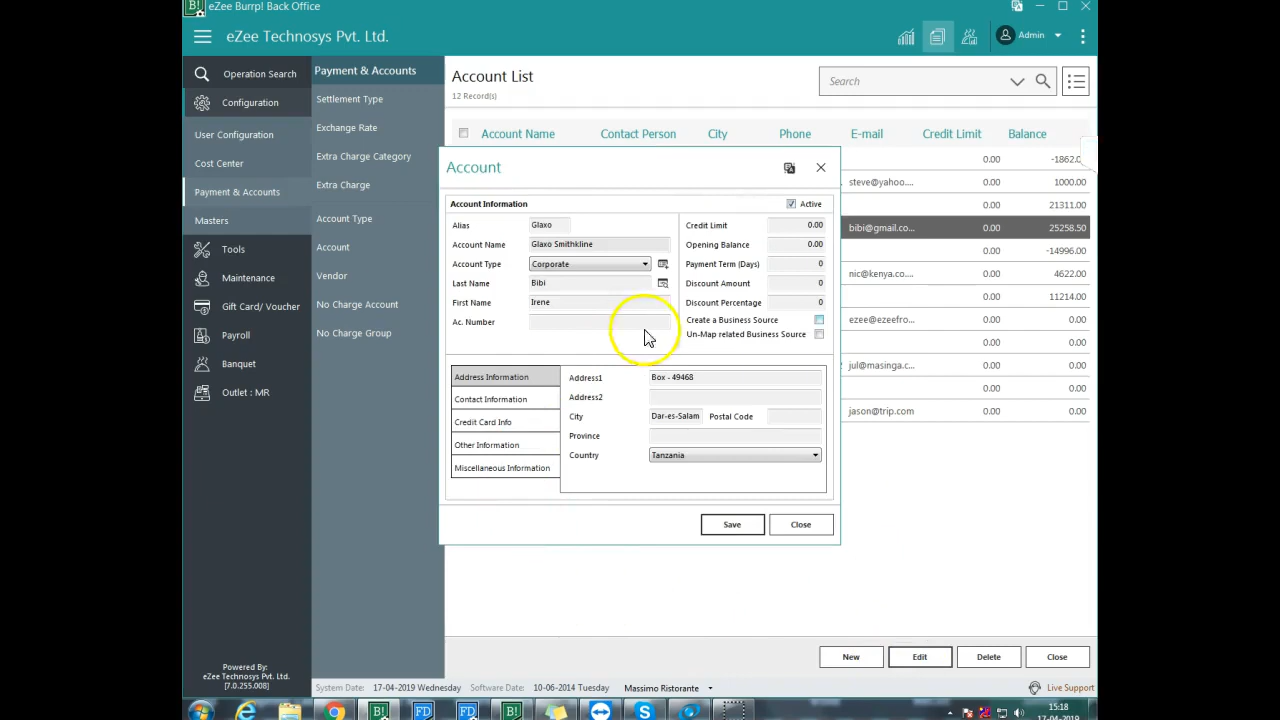 eZee Burrp! Back Office
eZee Technosys Pvt. Ltd.
Admin
Operation Search
Configuration
User Configuration
Cost Center
Payment & Accounts
Masters
Tools
Maintenance
Gift Card/ Voucher
Payroll
Banquet
Outlet : MR
Powered By:
eZee Technosys Pvt. Ltd.
[7.0.255.008]
Payment & Accounts
Settlement Type
Exchange Rate
Extra Charge Category
Extra Charge
Account Type
Account
Vendor
No Charge Account
No Charge Group
Account List
12 Record(s)
Search
Account Name Contact Person City Phone E-mail Credit Limit Balance
0.00
steve@yahoo.... 0.00 1000.00
0.00 21311.00
bibi@gmail.co... 0.00 25258.50
0.00 -14996.00
nic@kenya.co... 0.00 4622.00
0.00 11214.00
ezee@ezeefro... 0.00 0.00
0.00 0.00
jul@masinga.c... 0.00 0.00
0.00 0.00
jason@trip.com 0.00 0.00
Account
Account Information Active
Alias Glaxo Credit Limit 0.00
Account Name Glaxo Smithkline Opening Balance 0.00
Account Type Corporate Payment Term (Days) 0
Last Name Bibi Discount Amount 0
First Name Irene Discount Percentage 0
Ac. Number Create a Business Source
Un-Map related Business Source
Address Information
Contact Information
Credit Card Info
Other Information
Miscellaneous Information
Address1 Box - 49468
Address2
City Dar-es-Salam Postal Code
Province
Country Tanzania
Save Close
New Edit Delete Close
System Date: 17-04-2019 Wednesday Software Date: 10-06-2014 Tuesday Massimo Ristorante Live Support
15:18
17-04-2019